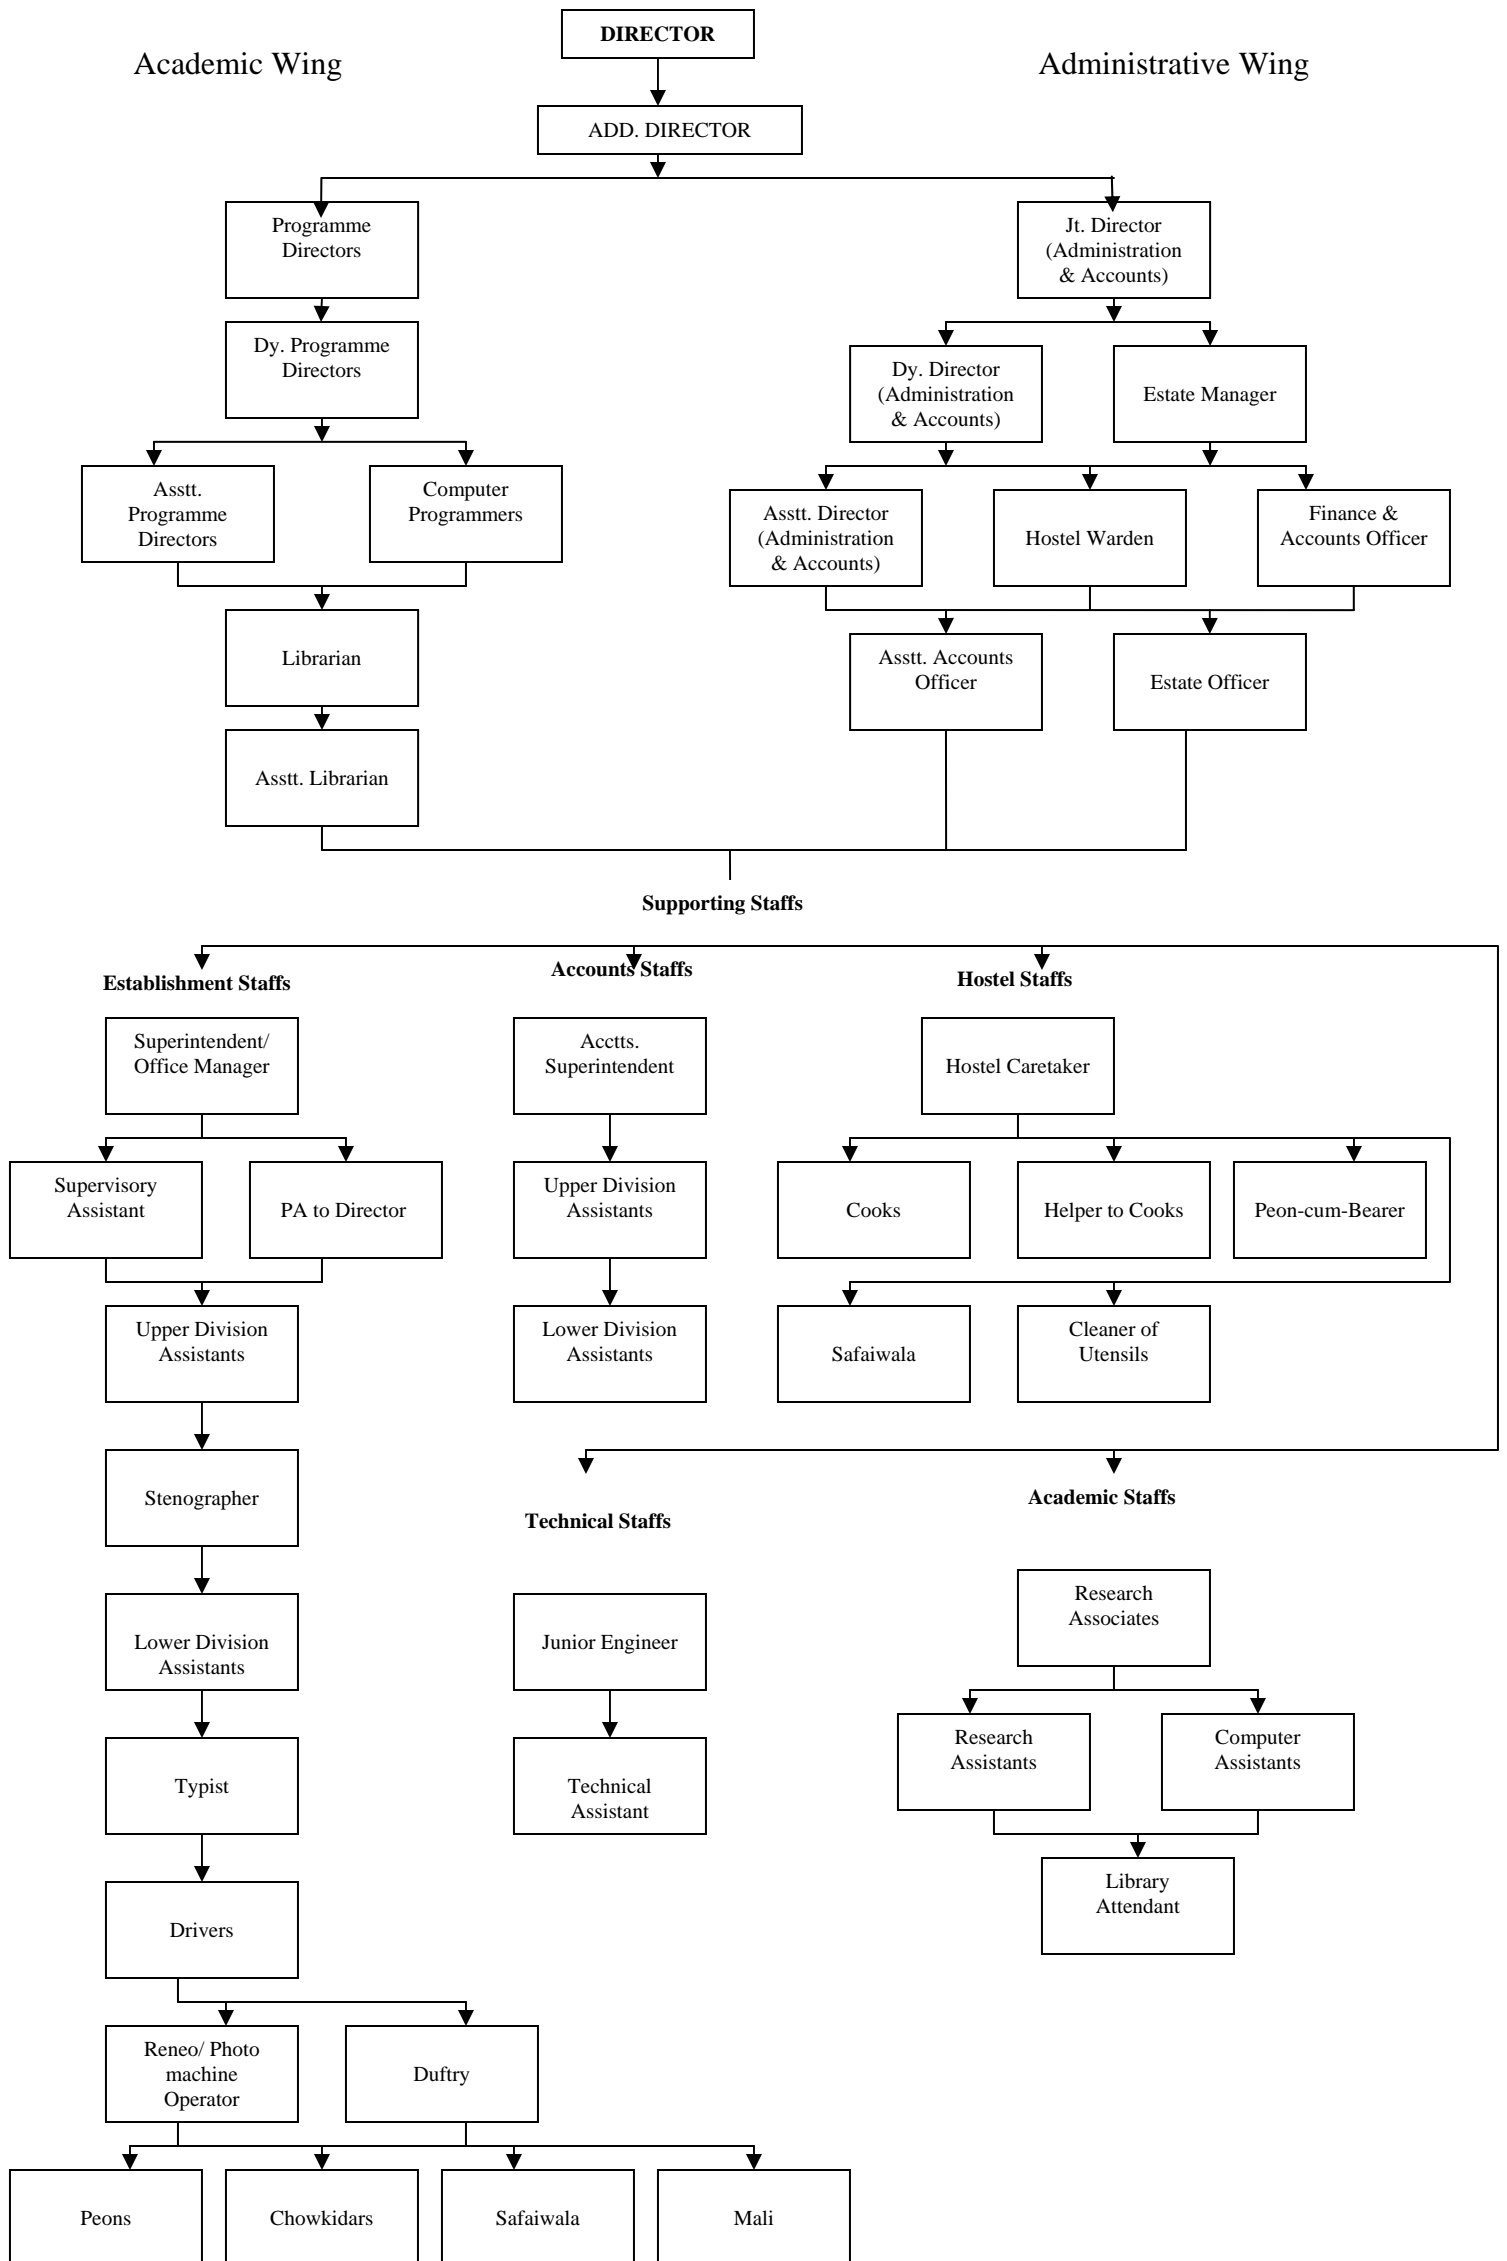 DIRECTOR
Academic Wing
Administrative Wing
ADD. DIRECTOR
Programme
Directors
Jt. Director
(Administration
& Accounts)
Dy. Programme
Directors
Dy. Director
(Administration
& Accounts)
Estate Manager
Asstt.
Programme
Directors
Computer
Programmers
Asstt. Director
(Administration
& Accounts)
Hostel Warden
Finance &
Accounts Officer
Librarian
Asstt. Accounts
Officer
Estate Officer
Asstt. Librarian
Supporting Staffs
Establishment Staffs
Accounts Staffs
Hostel Staffs
Superintendent/
Office Manager
Acctts.
Superintendent
Hostel Caretaker
Supervisory
Assistant
PA to Director
Upper Division
Assistants
Cooks
Helper to Cooks
Peon-cum-Bearer
Upper Division
Assistants
Lower Division
Assistants
Safaiwala
Cleaner of
Utensils
Stenographer
Technical Staffs
Academic Staffs
Lower Division
Assistants
Junior Engineer
Research
Associates
Typist
Technical
Assistant
Research
Assistants
Computer
Assistants
Drivers
Library
Attendant
Reneo/ Photo
machine
Operator
Duftry
Peons
Chowkidars
Safaiwala
Mali